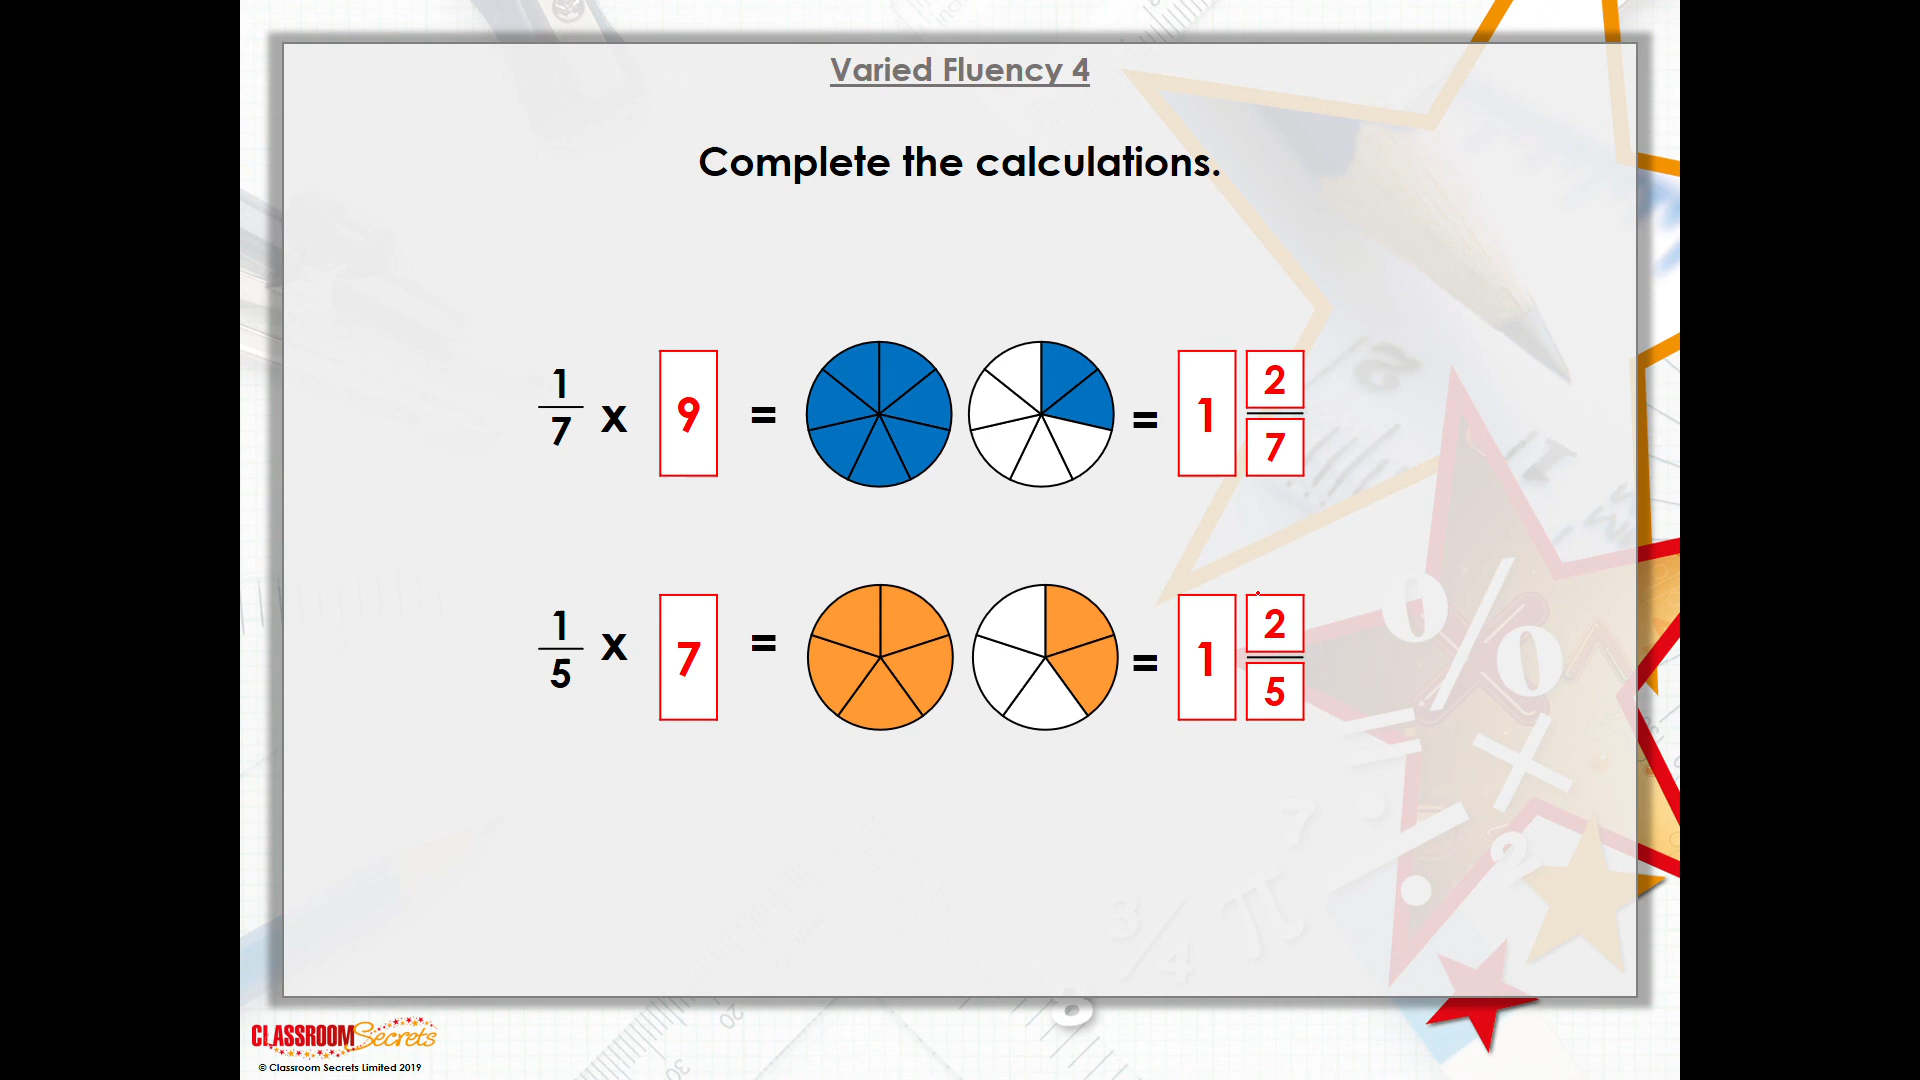 Varied Fluency 4
Complete the calculations.
1/7 x 9 = = 1 2/7
1/5 x 7 = = 1 2/5
CLASSROOM Secrets
© Classroom Secrets Limited 2019